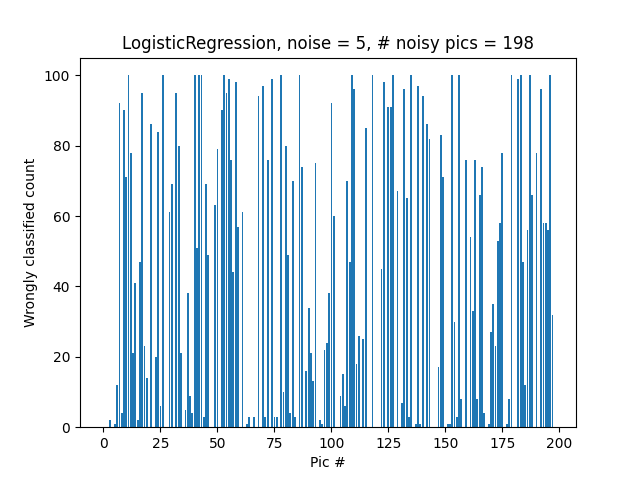 LogisticRegression, noise = 5, # noisy pics = 198
100
80
60
40
20
0
Wrongly classified count
0 25 50 75 100 125 150 175 200
Pic #